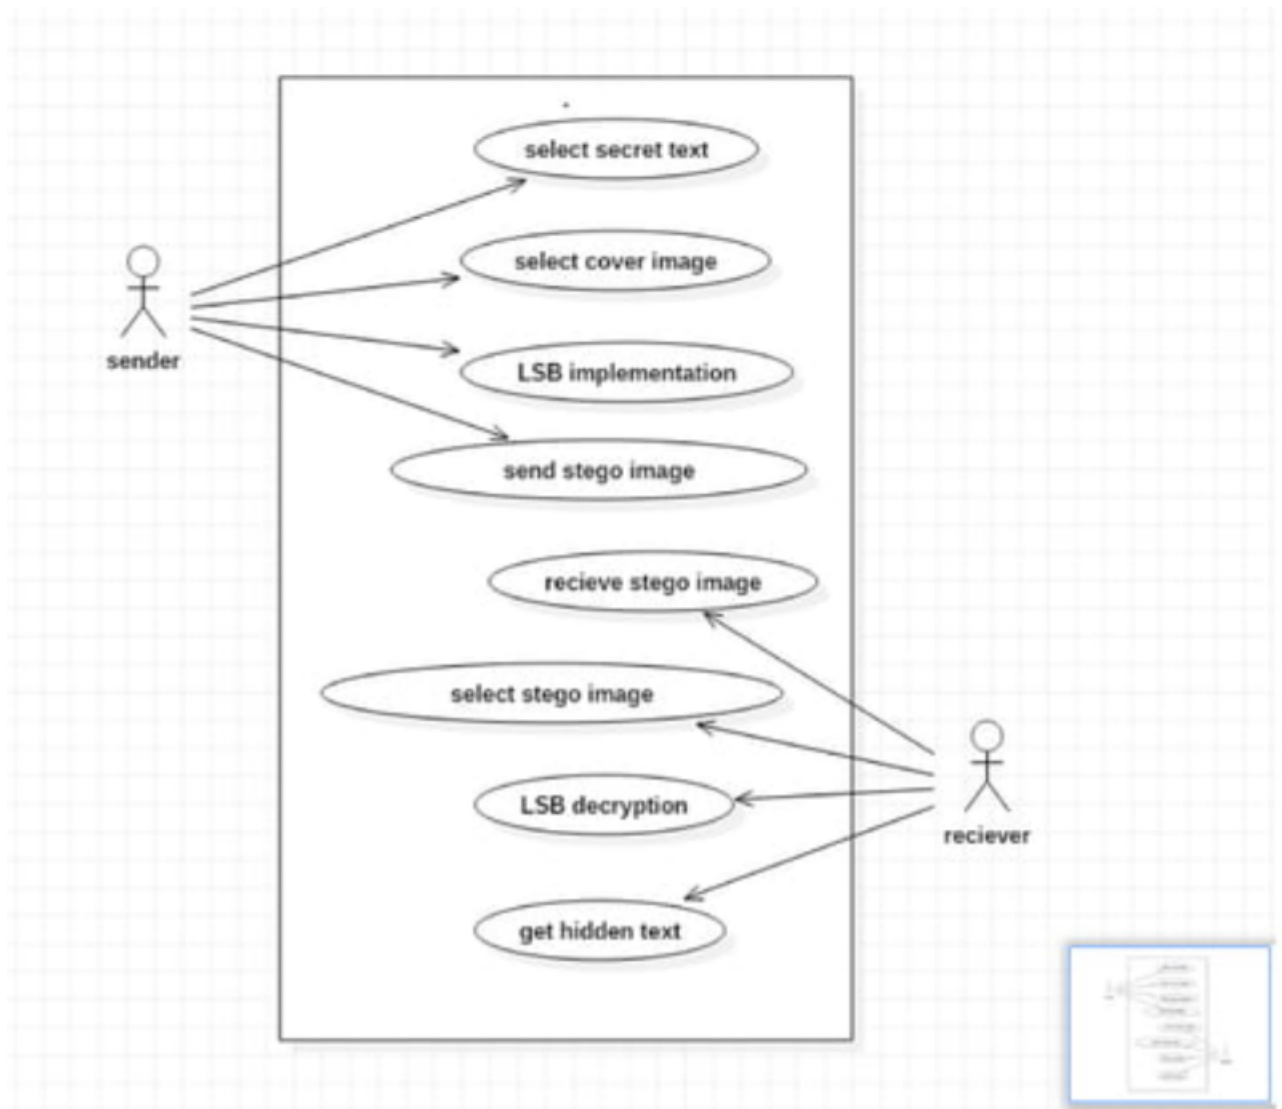 select secret text
select cover image
LSB implementation
sender
send stego image
recieve stego image
select stego image
LSB decryption
reciever
get hidden text